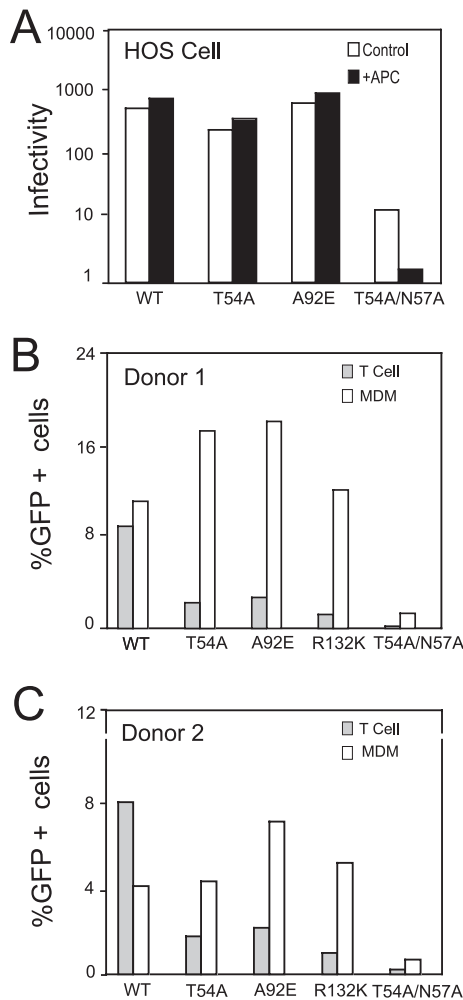 A
HOS Cell
Control
+APC
Infectivity
10000
1000
100
10
1
WT T54A A92E T54A/N57A
B
Donor 1
T Cell
MDM
%GFP + cells
24
16
8
0
WT T54A A92E R132K T54A/N57A
C
Donor 2
T Cell
MDM
%GFP + cells
12
8
4
0
WT T54A A92E R132K T54A/N57A